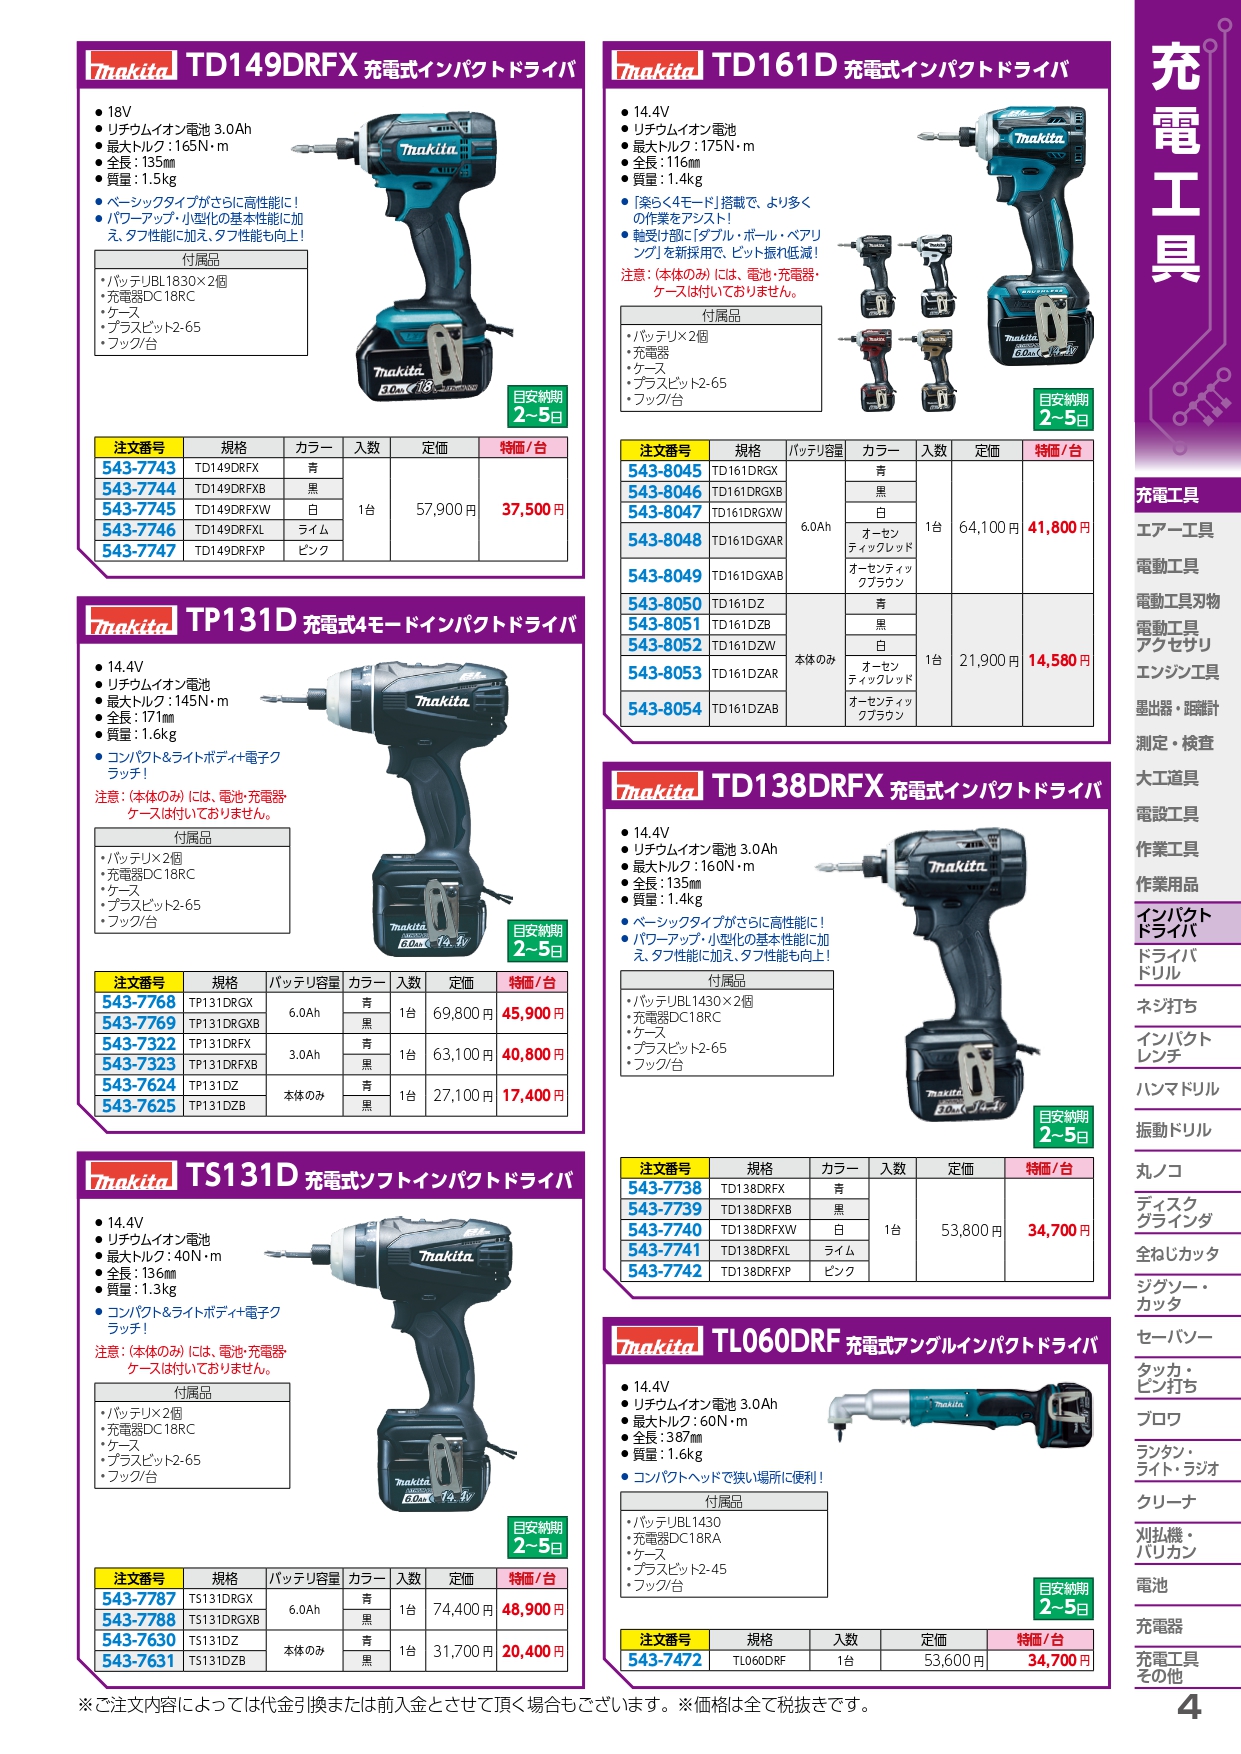 makita TD149DRFX 充電式インパクトドライバ
● 18V
● リチウムイオン電池 3.0Ah
● 最大トルク：165N・m
● 全長：135㎜
● 質量：1.5kg
● ベーシックタイプがさらに高性能に！
● パワーアップ・小型化の基本性能に加
え、タフ性能に加え、タフ性能も向上！
付属品
・バッテリBL1830×2個
・充電器DC18RC
・ケース
・プラスビット2-65
・フック/台
目安納期
2〜5日
注文番号 規格 カラー 入数 定価 特価/台
543-7743 TD149DRFX 青
543-7744 TD149DRFXB 黒
543-7745 TD149DRFXW 白 1台 57,900円 37,500円
543-7746 TD149DRFXL ライム
543-7747 TD149DRFXP ピンク
makita TP131D 充電式4モードインパクトドライバ
● 14.4V
● リチウムイオン電池
● 最大トルク：145N・m
● 全長：171㎜
● 質量：1.6kg
● コンパクト&ライトボディ+電子ク
ラッチ！
注意：（本体のみ）には、電池・充電器・
ケースは付いておりません。
付属品
・バッテリ×2個
・充電器DC18RC
・ケース
・プラスビット2-65
・フック/台
目安納期
2〜5日
注文番号 規格 バッテリ容量 カラー 入数 定価 特価/台
543-7768 TP131DRGX 6.0Ah 青 1台 69,800円 45,900円
543-7769 TP131DRGXB 黒
543-7322 TP131DRFX 3.0Ah 青 1台 63,100円 40,800円
543-7323 TP131DRFXB 黒
543-7624 TP131DZ 本体のみ 青 1台 27,100円 17,400円
543-7625 TP131DZB 黒
makita TS131D 充電式ソフトインパクトドライバ
● 14.4V
● リチウムイオン電池
● 最大トルク：40N・m
● 全長：136㎜
● 質量：1.3kg
● コンパクト&ライトボディ+電子ク
ラッチ！
注意：（本体のみ）には、電池・充電器・
ケースは付いておりません。
付属品
・バッテリ×2個
・充電器DC18RC
・ケース
・プラスビット2-65
・フック/台
目安納期
2〜5日
注文番号 規格 バッテリ容量 カラー 入数 定価 特価/台
543-7787 TS131DRGX 6.0Ah 青 1台 74,400円 48,900円
543-7788 TS131DRGXB 黒
543-7630 TS131DZ 本体のみ 青 1台 31,700円 20,400円
543-7631 TS131DZB 黒
makita TD161D 充電式インパクトドライバ
● 14.4V
● リチウムイオン電池
● 最大トルク：175N・m
● 全長：116㎜
● 質量：1.4kg
● 「楽らく4モード」搭載で、より多く
の作業をアシスト！
● 軸受け部に「ダブル・ボール・ベアリ
ング」を新採用で、ビット振れ低減！
注意：（本体のみ）には、電池・充電器・
ケースは付いておりません。
付属品
・バッテリ×2個
・充電器
・ケース
・プラスビット2-65
・フック/台
目安納期
2〜5日
注文番号 規格 バッテリ容量 カラー 入数 定価 特価/台
543-8045 TD161DRGX 青
543-8046 TD161DRGXB 黒
543-8047 TD161DRGXW 白
6.0Ah 1台 64,100円 41,800円
543-8048 TD161DGXAR オーセン
ティックレッド
543-8049 TD161DGXAB オーセンティッ
クブラウン
543-8050 TD161DZ 青
543-8051 TD161DZB 黒
543-8052 TD161DZW 白
本体のみ 1台 21,900円 14,580円
543-8053 TD161DZAR オーセン
ティックレッド
543-8054 TD161DZAB オーセンティッ
クブラウン
makita TD138DRFX 充電式インパクトドライバ
● 14.4V
● リチウムイオン電池 3.0Ah
● 最大トルク：160N・m
● 全長：135㎜
● 質量：1.4kg
● ベーシックタイプがさらに高性能に！
● パワーアップ・小型化の基本性能に加
え、タフ性能に加え、タフ性能も向上！
付属品
・バッテリBL1430×2個
・充電器DC18RC
・ケース
・プラスビット2-65
・フック/台
目安納期
2〜5日
注文番号 規格 カラー 入数 定価 特価/台
543-7738 TD138DRFX 青
543-7739 TD138DRFXB 黒
543-7740 TD138DRFXW 白 1台 53,800円 34,700円
543-7741 TD138DRFXL ライム
543-7742 TD138DRFXP ピンク
makita TL060DRF 充電式アングルインパクトドライバ
● 14.4V
● リチウムイオン電池 3.0Ah
● 最大トルク：60N・m
● 全長：387㎜
● 質量：1.6kg
● コンパクトヘッドで狭い場所に便利！
付属品
・バッテリBL1430
・充電器DC18RA
・ケース
・プラスビット2-45
・フック/台
目安納期
2〜5日
注文番号 規格 入数 定価 特価/台
543-7472 TL060DRF 1台 53,600円 34,700円
※ご注文内容によっては代金引換または前入金とさせて頂く場合もございます。※価格は全て税抜きです。
充電工具
充電工具
エアー工具
電動工具
電動工具刃物
電動工具
アクセサリ
エンジン工具
墨出器・距離計
測定・検査
大工道具
電設工具
作業工具
作業用品
インパクト
ドライバ
ドライバ
ドリル
ネジ打ち
インパクト
レンチ
ハンマドリル
振動ドリル
丸ノコ
ディスク
グラインダ
全ねじカッタ
ジグソー・
カッタ
セーバソー
タッカ・
ピン打ち
ブロワ
ランタン・
ライト・ラジオ
クリーナ
刈払機・
バリカン
電池
充電器
充電工具
その他
4